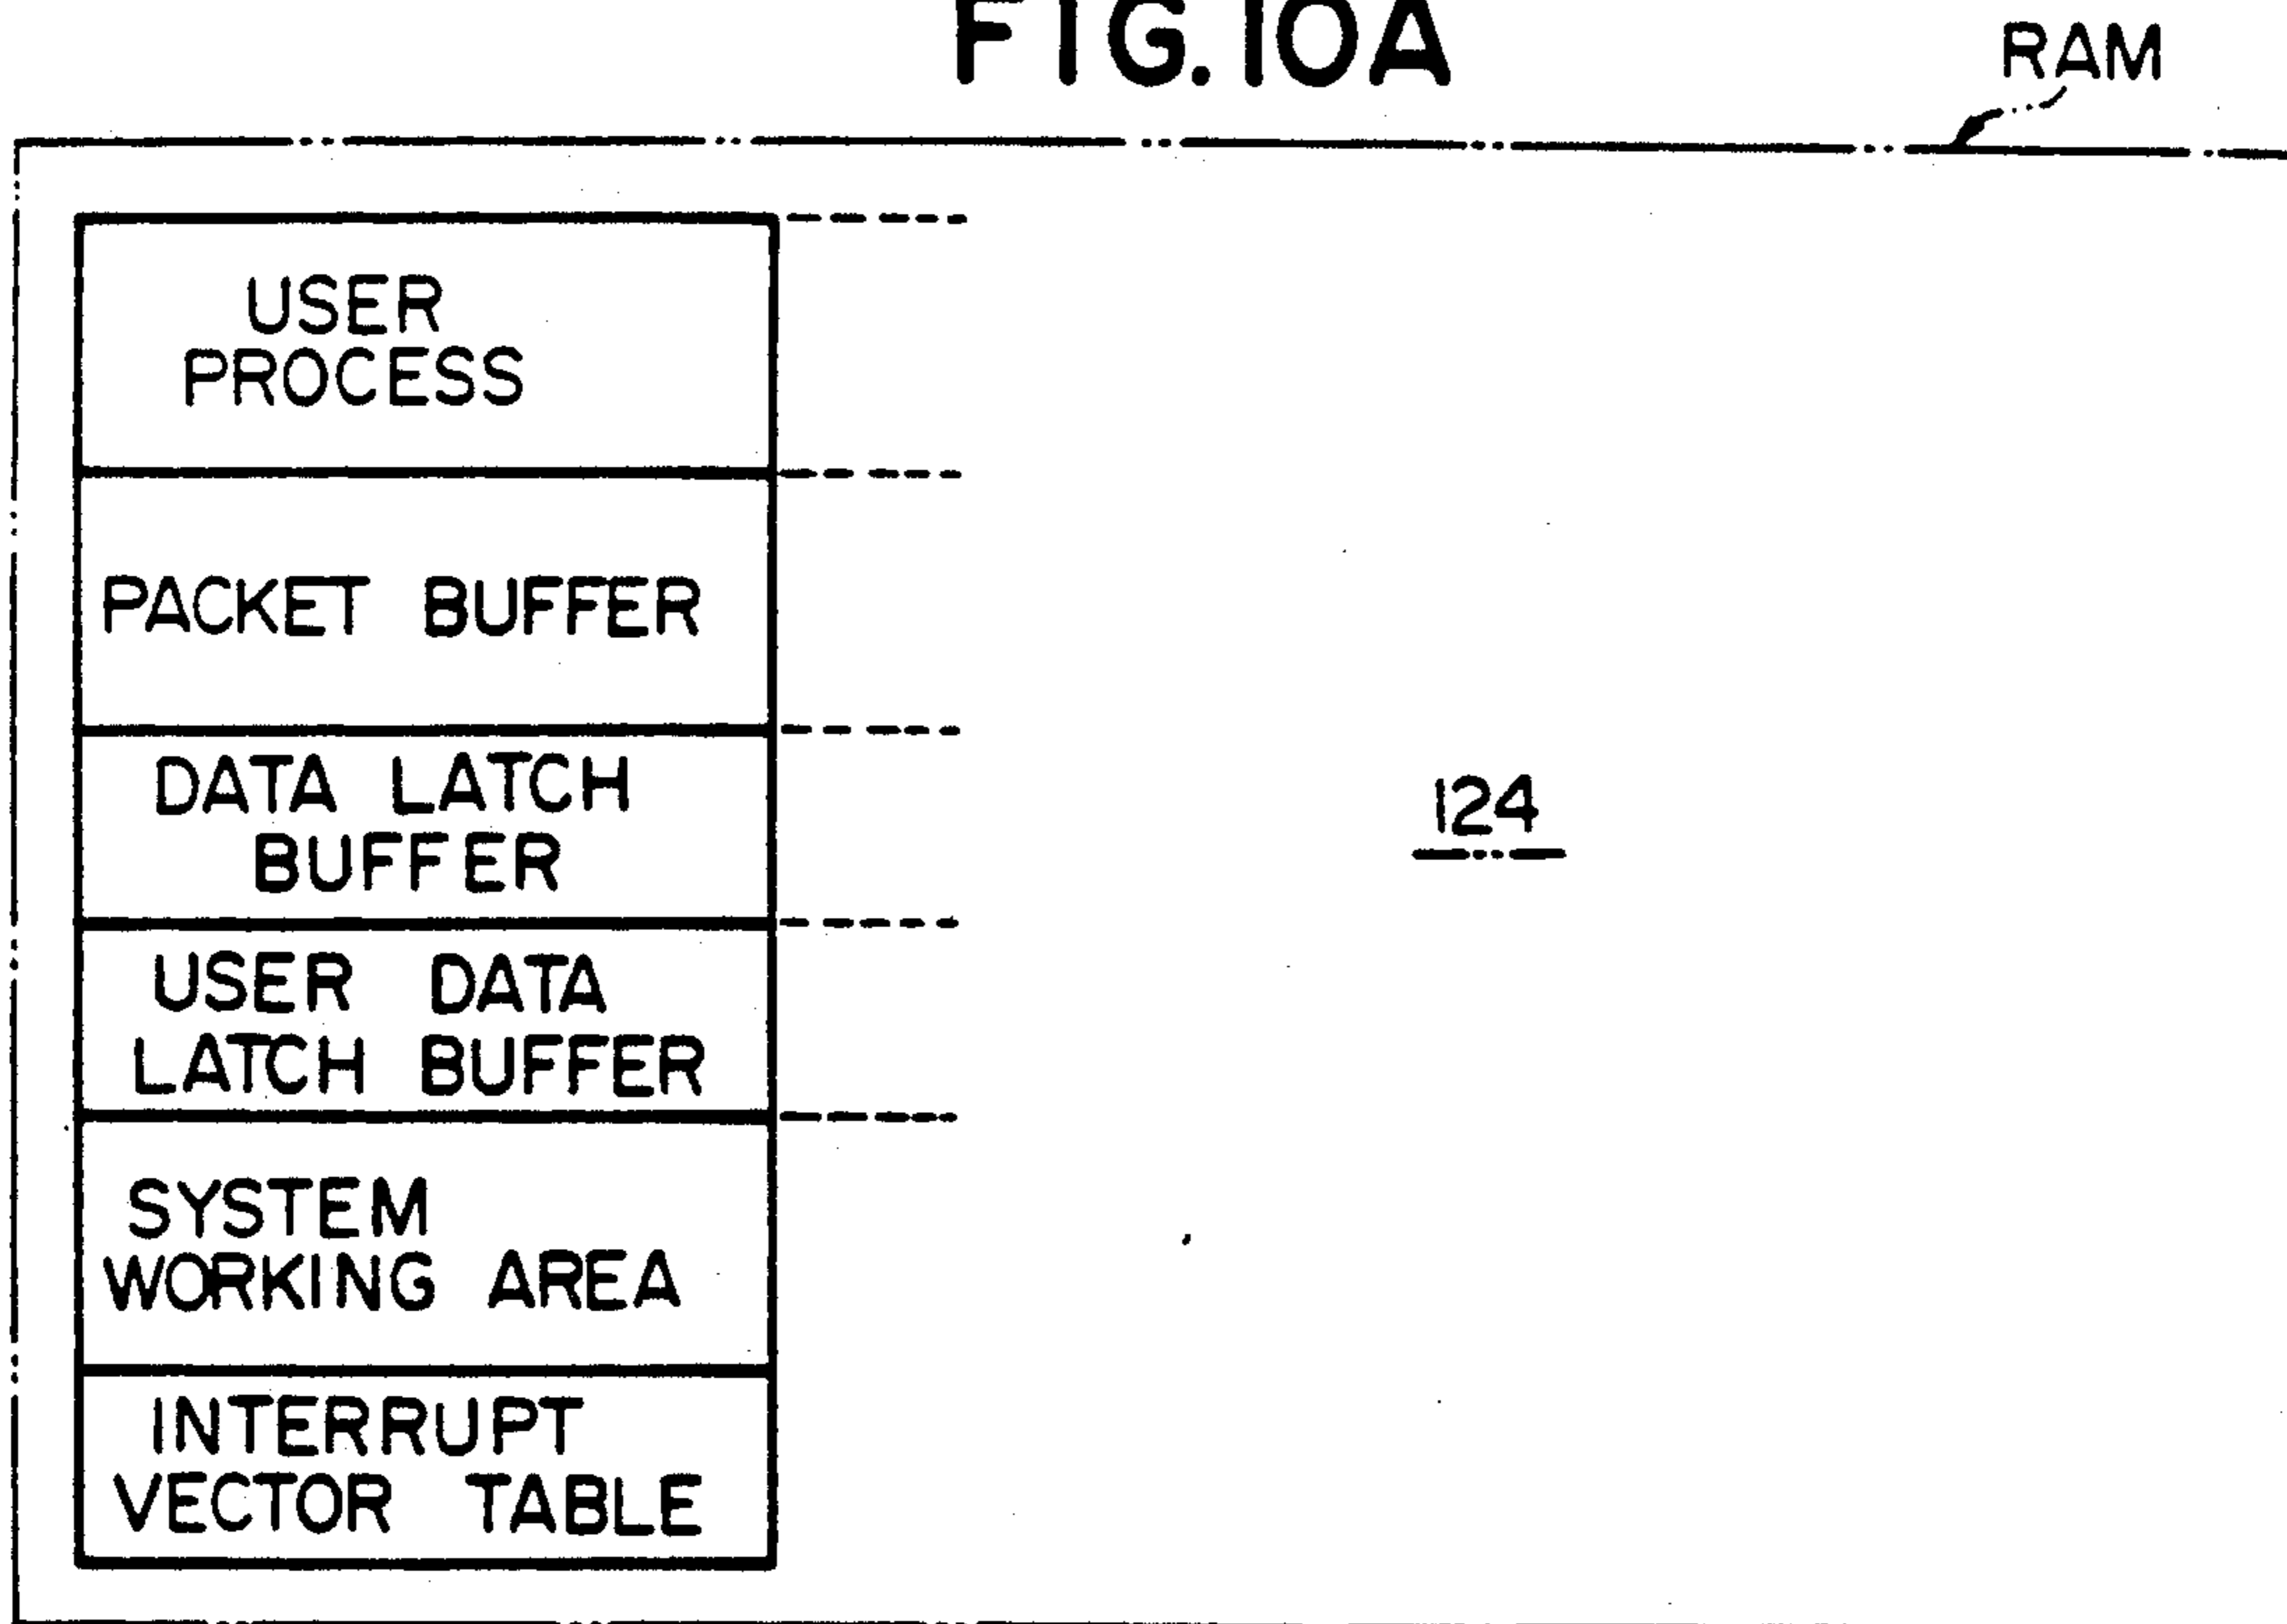 FIG.10A
RAM
USER
PROCESS
PACKET BUFFER
DATA LATCH
BUFFER
124
USER DATA
LATCH BUFFER
SYSTEM
WORKING AREA
INTERRUPT
VECTOR TABLE